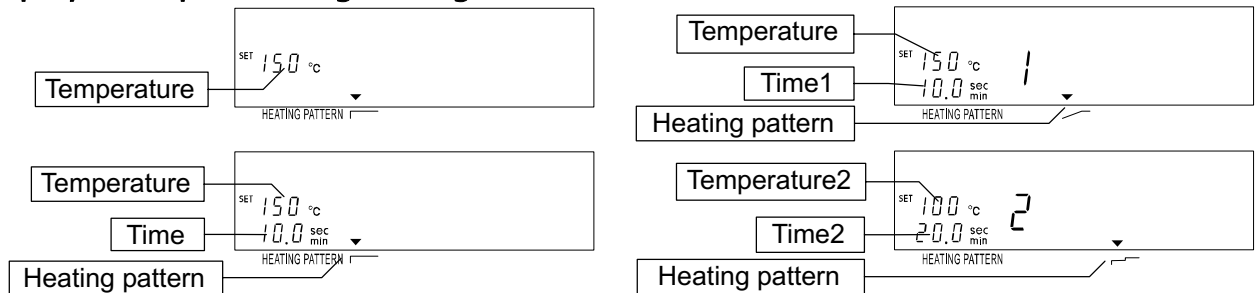 SET 150 °C
Temperature
HEATING PATTERN
Temperature
SET 150 °C
Time1
10.0 sec min
1
Heating pattern
HEATING PATTERN
Temperature
SET 150 °C
Time
10.0 sec min
HEATING PATTERN
Heating pattern
Temperature2
SET 100 °C
Time2
20.0 sec min
2
HEATING PATTERN
Heating pattern